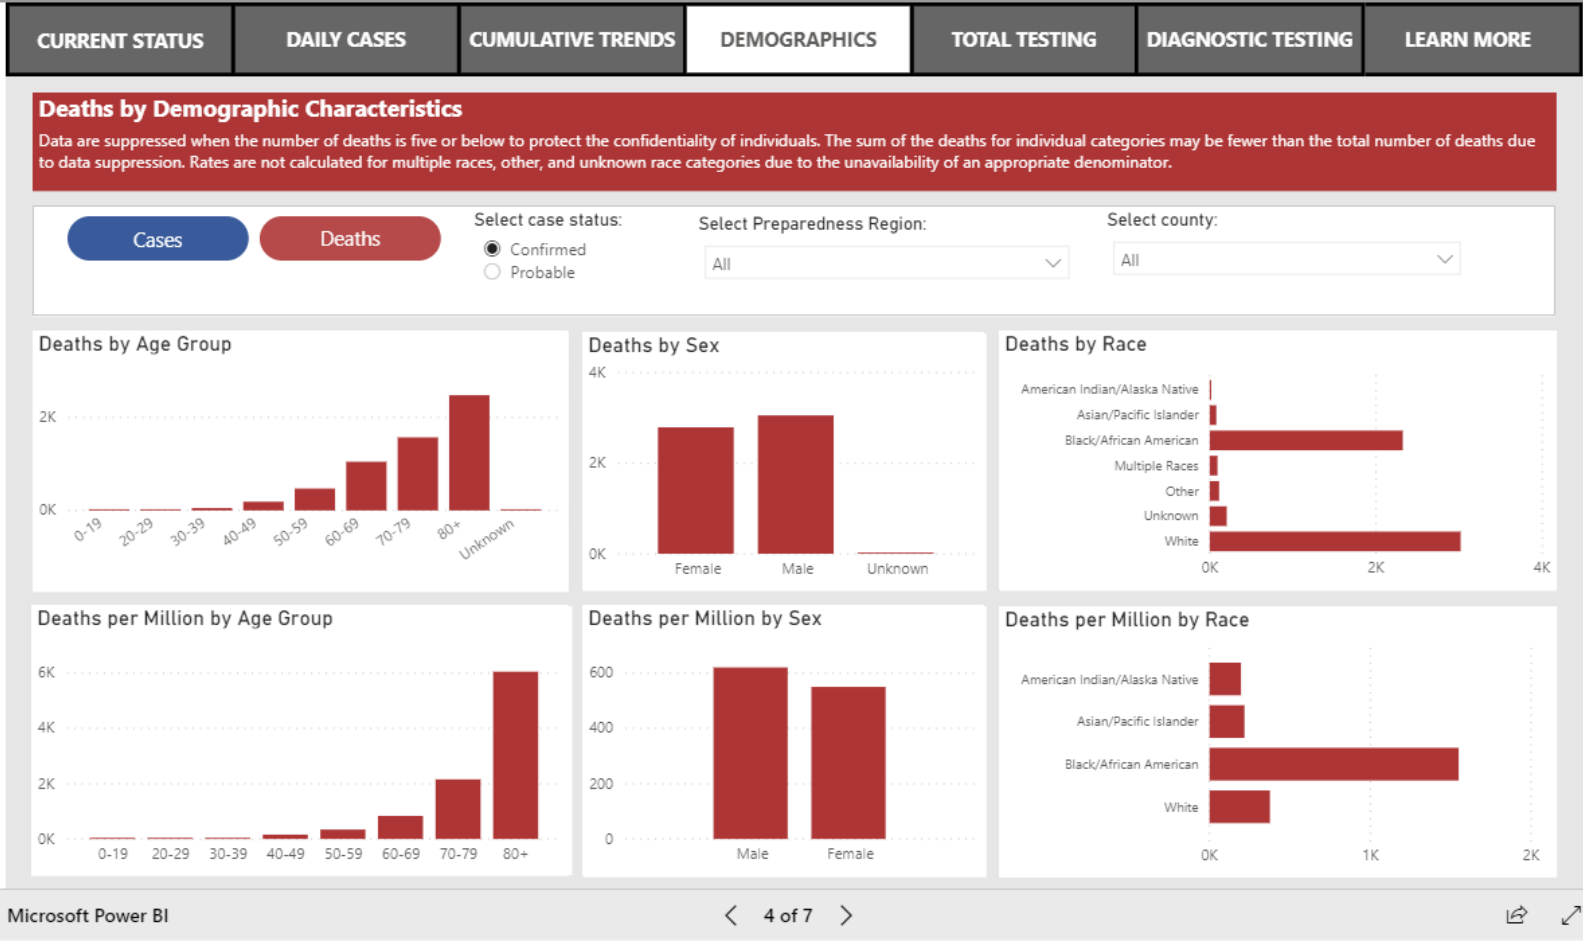 CURRENT STATUS
DAILY CASES
CUMULATIVE TRENDS
DEMOGRAPHICS
TOTAL TESTING
DIAGNOSTIC TESTING
LEARN MORE
Deaths by Demographic Characteristics
Data are suppressed when the number of deaths is five or below to protect the confidentiality of individuals. The sum of the deaths for individual categories may be fewer than the total number of deaths due
to data suppression. Rates are not calculated for multiple races, other, and unknown race categories due to the unavailability of an appropriate denominator.
Cases
Deaths
Select case status:
Confirmed
Probable
Select Preparedness Region:
All
Select county:
All
Deaths by Age Group
2K
0K
0-19
20-29
30-39
40-49
50-59
60-69
70-79
80+
Unknown
Deaths by Sex
4K
2K
0K
Female
Male
Unknown
Deaths by Race
American Indian/Alaska Native
Asian/Pacific Islander
Black/African American
Multiple Races
Other
Unknown
White
0K
2K
4K
Deaths per Million by Age Group
6K
4K
2K
0K
0-19
20-29
30-39
40-49
50-59
60-69
70-79
80+
Deaths per Million by Sex
600
400
200
0
Male
Female
Deaths per Million by Race
American Indian/Alaska Native
Asian/Pacific Islander
Black/African American
White
0K
1K
2K
Microsoft Power BI
4 of 7